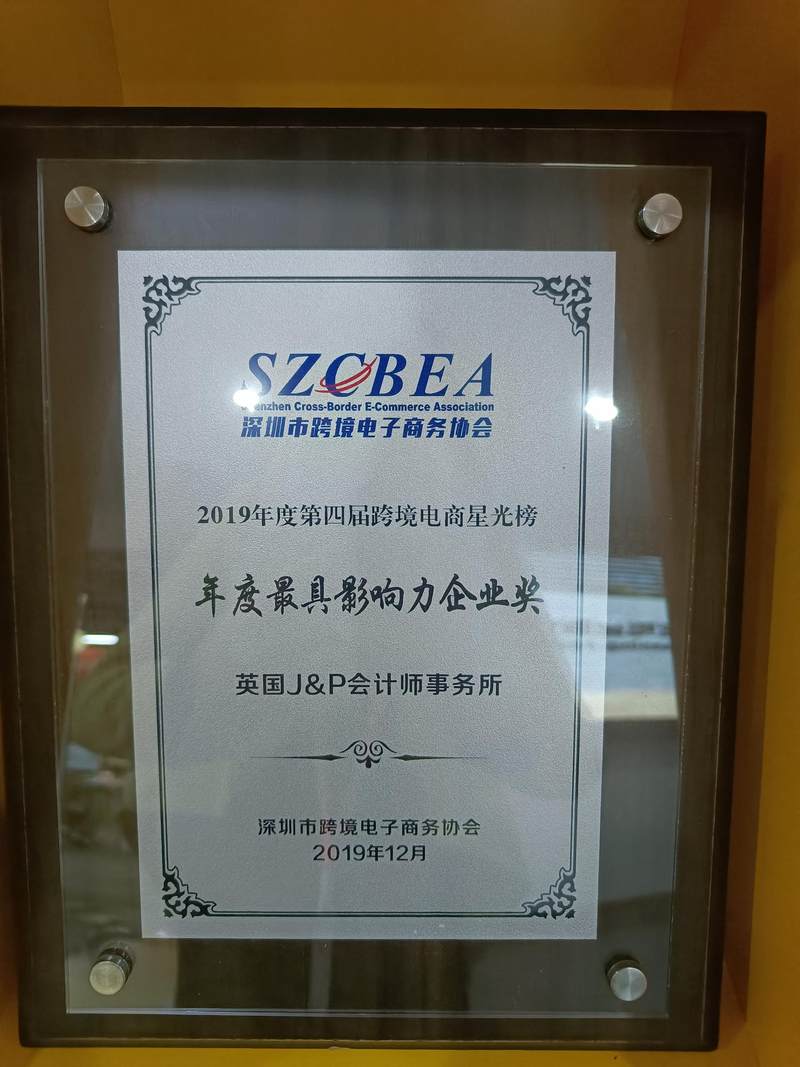 SZCBEA
Shenzhen Cross-Border E-Commerce Association
深圳市跨境电子商务协会
2019年度第四届跨境电商星光榜
年度最具影响力企业奖
英国J&P会计师事务所
深圳市跨境电子商务协会
2019年12月